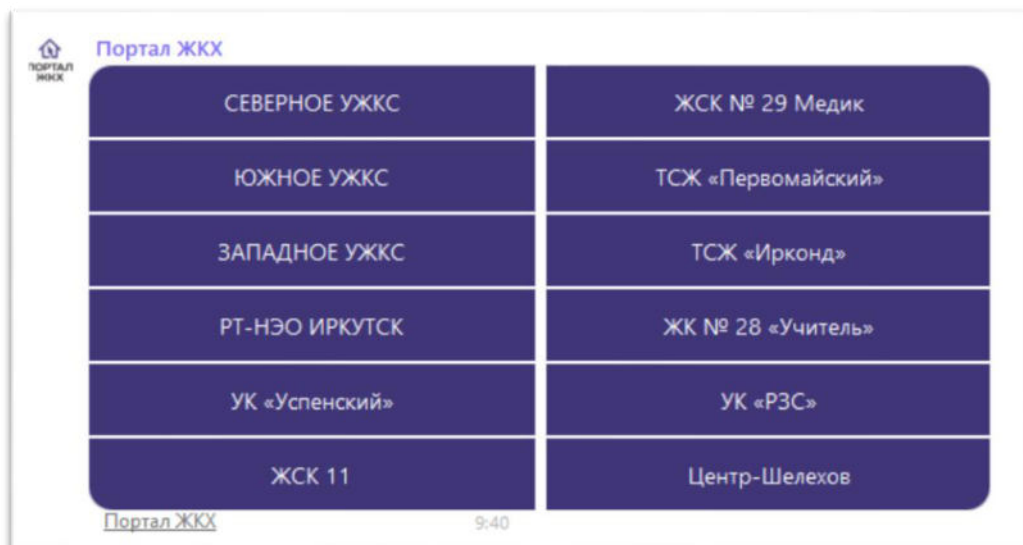 Портал ЖКХ
ПОРТАЛ
ЖКХ
СЕВЕРНОЕ УЖКС
ЖСК № 29 Медик
ЮЖНОЕ УЖКС
ТСЖ «Первомайский»
ЗАПАДНОЕ УЖКС
ТСЖ «Ирконд»
РТ-НЭО ИРКУТСК
ЖК № 28 «Учитель»
УК «Успенский»
УК «РЗС»
ЖСК 11
Центр-Шелехов
Портал ЖКХ
9:40